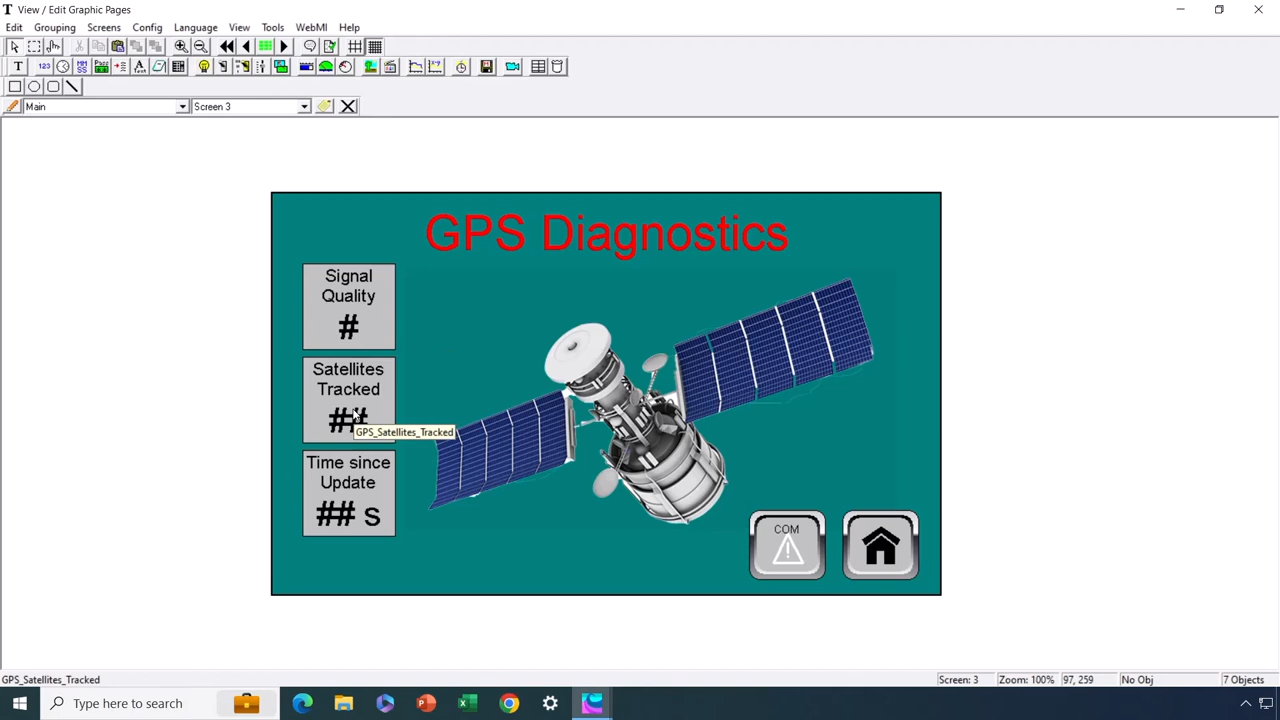 View / Edit Graphic Pages
Edit Grouping Screens Config Language View Tools WebMI Help
Main Screen 3
GPS Diagnostics
Signal
Quality
#
Satellites
Tracked
##
GPS_Satellites_Tracked
Time since
Update
## s
COM
GPS_Satellites_Tracked Screen: 3 Zoom: 100% 97, 259 No Obj 7 Objects
Type here to search